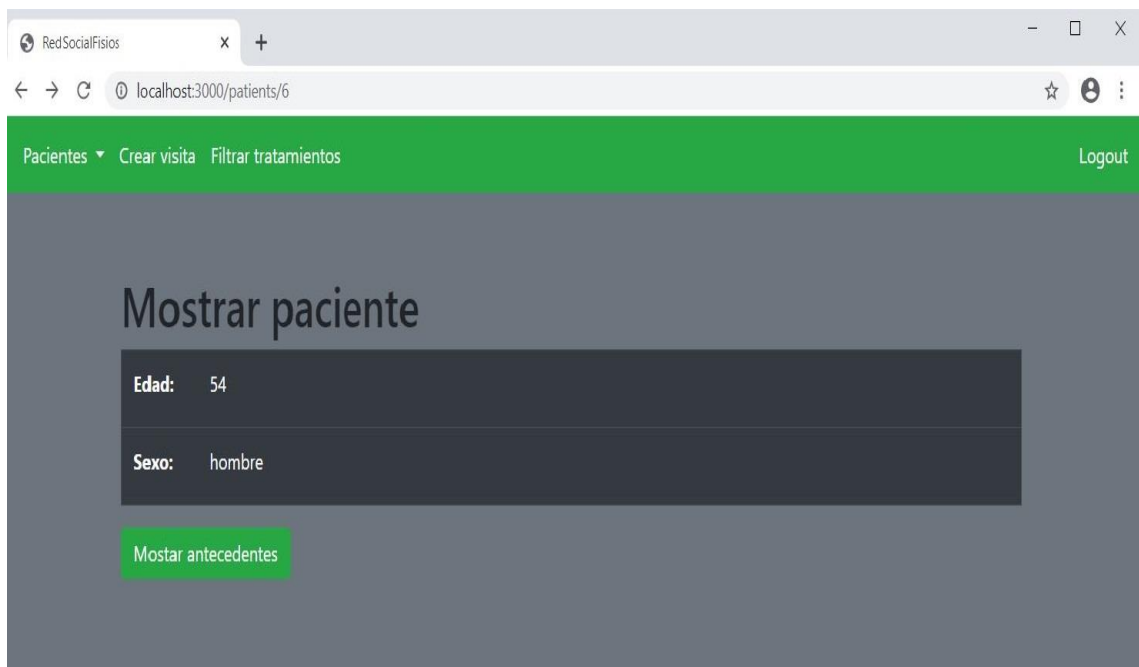 RedSocialFisios
localhost:3000/patients/6
Pacientes Crear visita Filtrar tratamientos Logout
Mostrar paciente
Edad: 54
Sexo: hombre
Mostar antecedentes